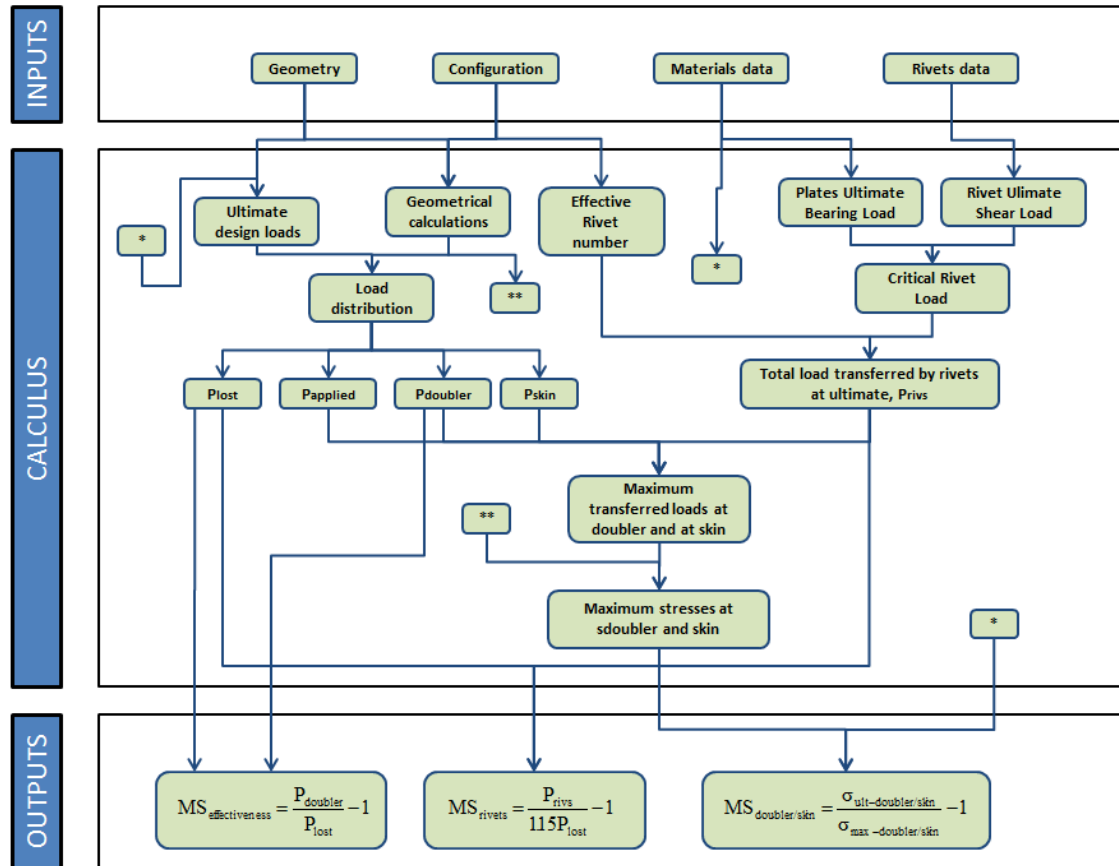 INPUTS
Geometry
Configuration
Materials data
Rivets data
CALCULUS
Ultimate
design loads
Geometrical
calculations
Effective
Rivet
number
Plates Ultimate
Bearing Load
Rivet Ulimate
Shear Load
*
*
Load
distribution
**
Critical Rivet
Load
Plost
Papplied
Pdoubler
Pskin
Total load transferred by rivets
at ultimate, Privs
Maximum
transferred loads at
doubler and at skin
**
Maximum stresses at
sdoubler and skin
*
OUTPUTS
MSeffectiveness = Pdoubler / Plost − 1
MSrivets = Privs / 115Plost − 1
MSdoubler/skin = σult−doubler/skin / σmax −doubler/skin − 1